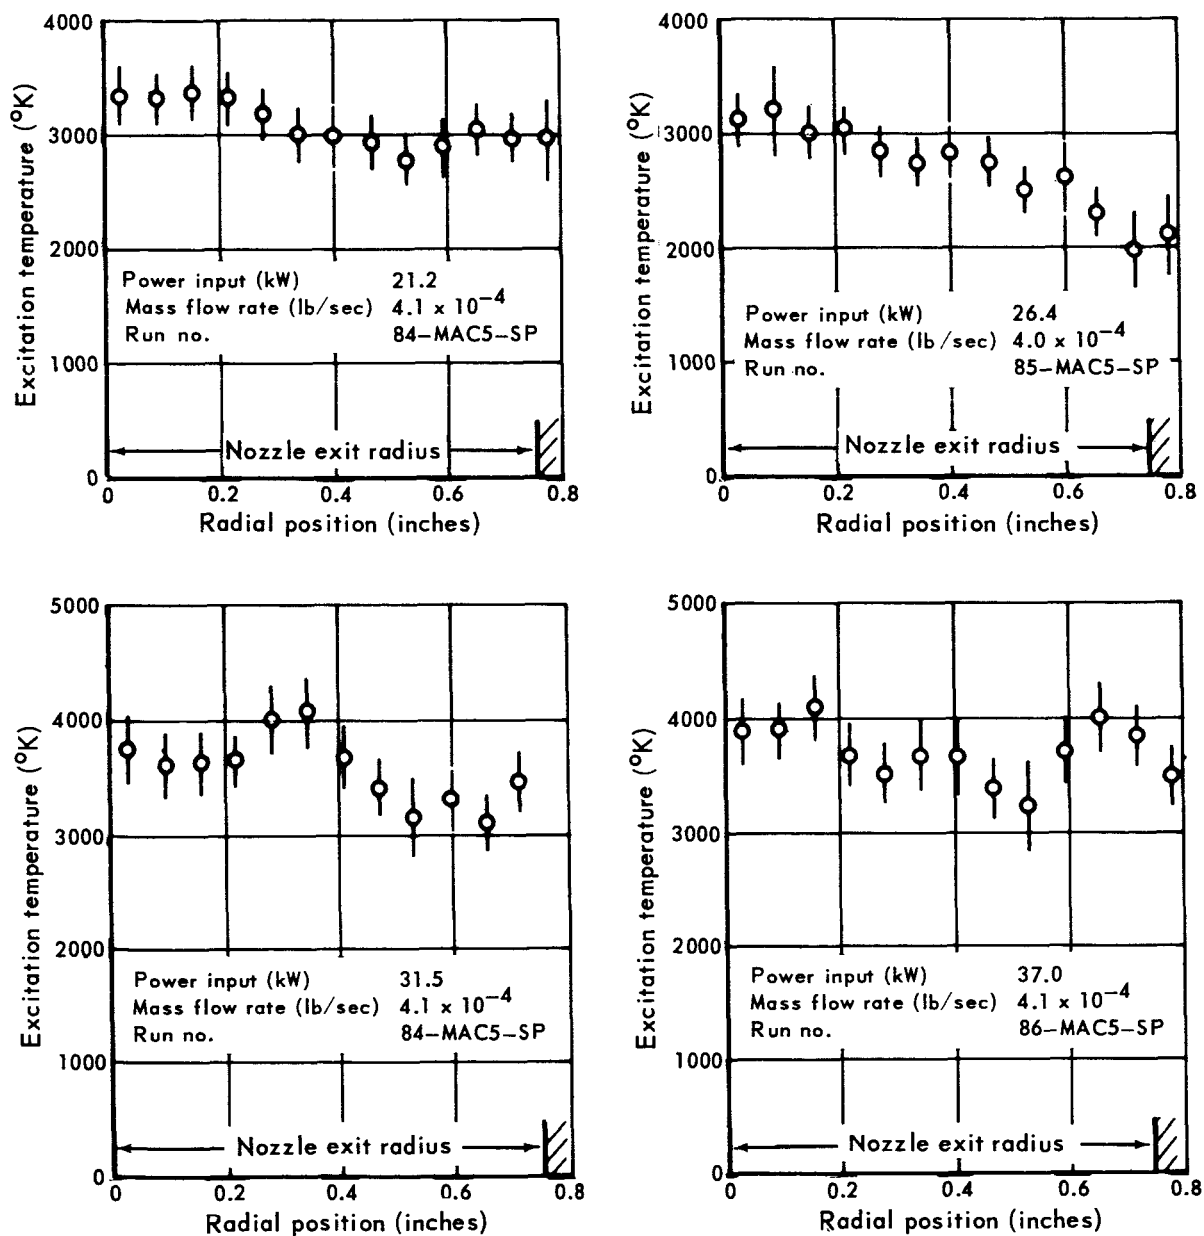 4000
3000
2000
1000
0
Excitation temperature (°K)
Power input (kW) 21.2
Mass flow rate (lb/sec) 4.1 x 10⁻⁴
Run no. 84–MAC5–SP
Nozzle exit radius
0 0.2 0.4 0.6 0.8
Radial position (inches)
4000
3000
2000
1000
0
Excitation temperature (°K)
Power input (kW) 26.4
Mass flow rate (lb/sec) 4.0 x 10⁻⁴
Run no. 85–MAC5–SP
Nozzle exit radius
0 0.2 0.4 0.6 0.8
Radial position (inches)
5000
4000
3000
2000
1000
0
Excitation temperature (°K)
Power input (kW) 31.5
Mass flow rate (lb/sec) 4.1 x 10⁻⁴
Run no. 84–MAC5–SP
Nozzle exit radius
0 0.2 0.4 0.6 0.8
Radial position (inches)
5000
4000
3000
2000
1000
0
Excitation temperature (°K)
Power input (kW) 37.0
Mass flow rate (lb/sec) 4.1 x 10⁻⁴
Run no. 86–MAC5–SP
Nozzle exit radius
0 0.2 0.4 0.6 0.8
Radial position (inches)